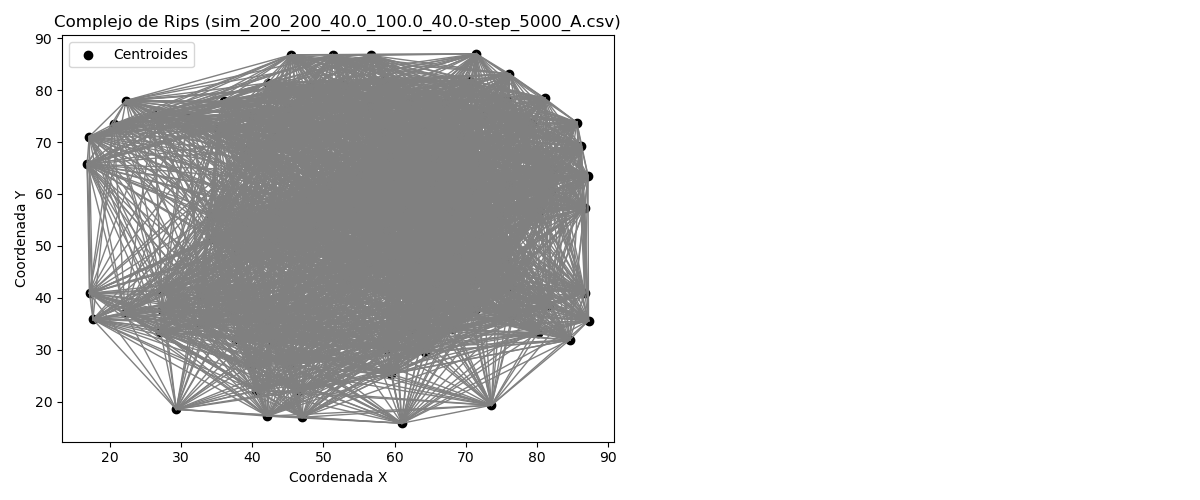 Complejo de Rips (sim_200_200_40.0_100.0_40.0-step_5000_A.csv)
90
Centroides
80
70
60
50
40
30
20
Coordenada Y
20 30 40 50 60 70 80 90
Coordenada X